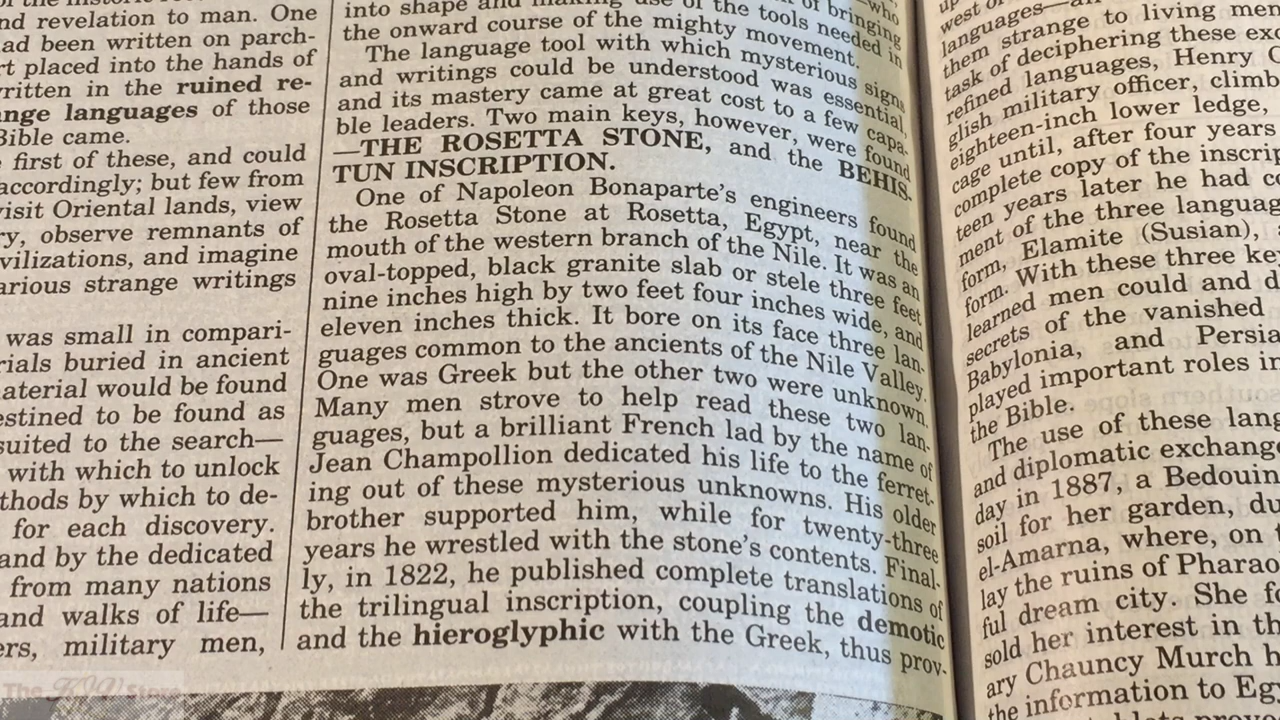 nd revelation to man. One
ad been written on parch-
rt placed into the hands of
ritten in the ruined re-
nge languages of those
Bible came.
first of these, and could
accordingly; but few from
visit Oriental lands, view
ry, observe remnants of
vilizations, and imagine
arious strange writings
was small in compari-
rials buried in ancient
aterial would be found
estined to be found as
suited to the search—
with which to unlock
thods by which to de-
for each discovery.
and by the dedicated
from many nations
and walks of life—
ers, military men,
into shape and making use of the tools needed in
the onward course of the mighty movement.
The language tool with which mysterious signs
and writings could be understood was essential,
and its mastery came at great cost to a few capa-
ble leaders. Two main keys, however, were found
—THE ROSETTA STONE, and the BEHIS-
TUN INSCRIPTION.
One of Napoleon Bonaparte's engineers found
the Rosetta Stone at Rosetta, Egypt, near the
mouth of the western branch of the Nile. It was an
oval-topped, black granite slab or stele three feet
nine inches high by two feet four inches wide, and
eleven inches thick. It bore on its face three lan-
guages common to the ancients of the Nile Valley.
One was Greek but the other two were unknown.
Many men strove to help read these two lan-
guages, but a brilliant French lad by the name of
Jean Champollion dedicated his life to the ferret-
ing out of these mysterious unknowns. His older
brother supported him, while for twenty-three
years he wrestled with the stone's contents. Final-
ly, in 1822, he published complete translations of
the trilingual inscription, coupling the demotic
and the hieroglyphic with the Greek, thus prov-
west of
languages—
them strange to living men
task of deciphering these exc
refined languages, Henry C
glish military officer, climb
eighteen-inch lower ledge,
cage until, after four years
complete copy of the inscrip
teen years later he had co
ment of the three languag
form, Elamite (Susian),
form. With these three key
learned men could and d
secrets of the vanished
Babylonia, and Persia
played important roles in
the Bible.
The use of these lang
and diplomatic exchange
day in 1887, a Bedouin
soil for her garden, du
el-Amarna, where, on t
lay the ruins of Pharao
ful dream city. She fo
sold her interest in th
ary Chauncy Murch h
the information to Eg
The KJV Store